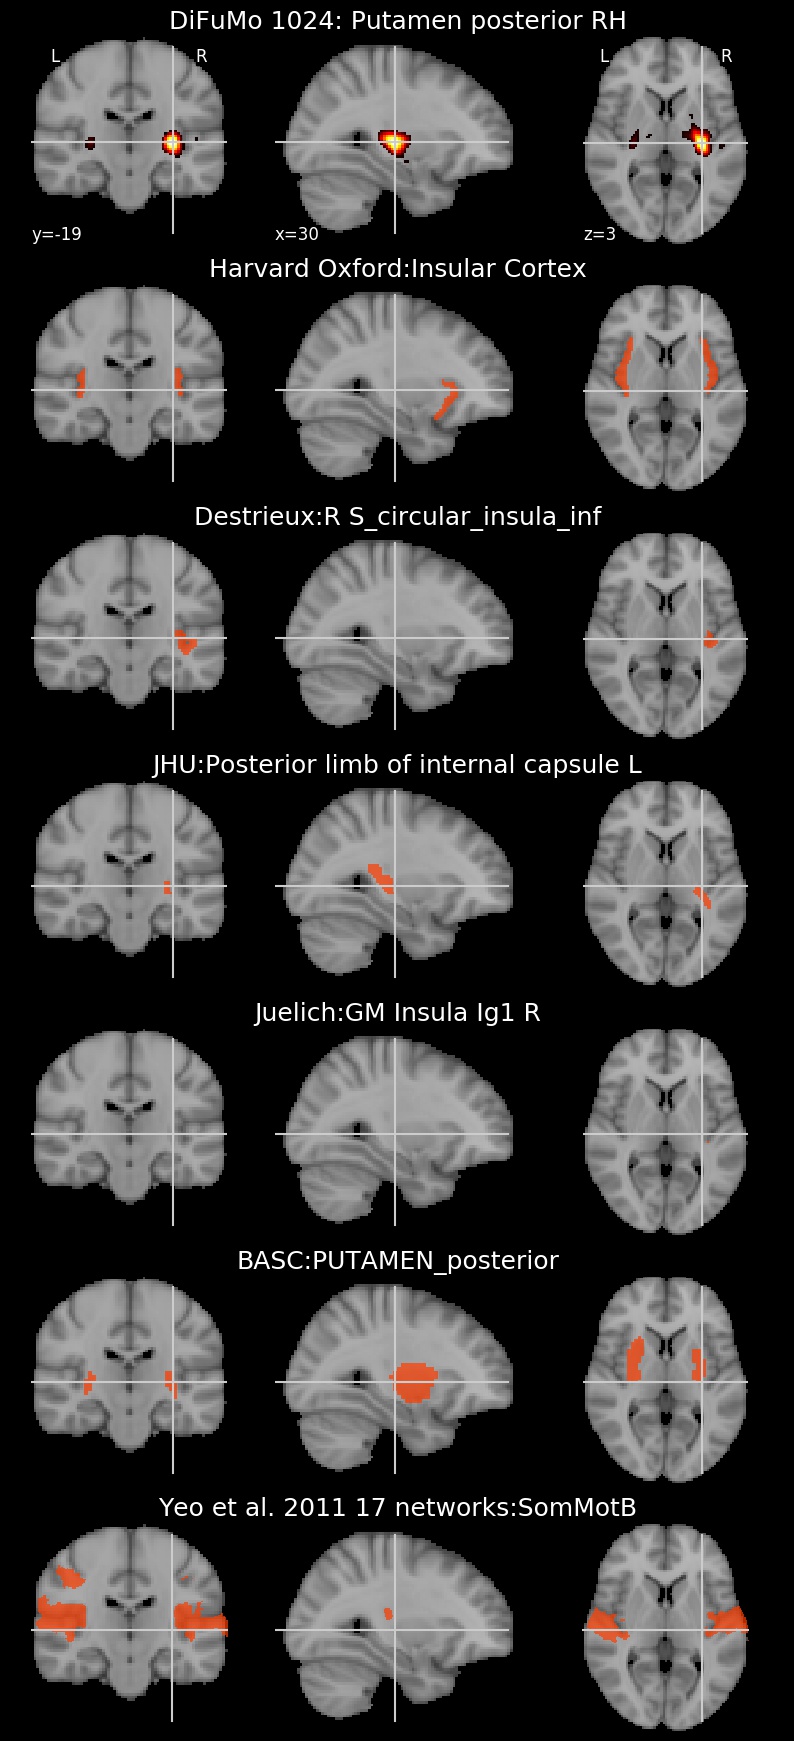 DiFuMo 1024: Putamen posterior RH
L R L R
y=-19 x=30 z=3
Harvard Oxford:Insular Cortex
Destrieux:R S_circular_insula_inf
JHU:Posterior limb of internal capsule L
Juelich:GM Insula Ig1 R
BASC:PUTAMEN_posterior
Yeo et al. 2011 17 networks:SomMotB